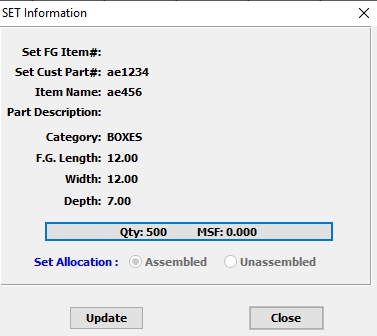 SET Information
Set FG Item#:
Set Cust Part#: ae1234
Item Name: ae456
Part Description:
Category: BOXES
F.G. Length: 12.00
Width: 12.00
Depth: 7.00
Qty: 500 MSF: 0.000
Set Allocation : Assembled Unassembled
Update Close